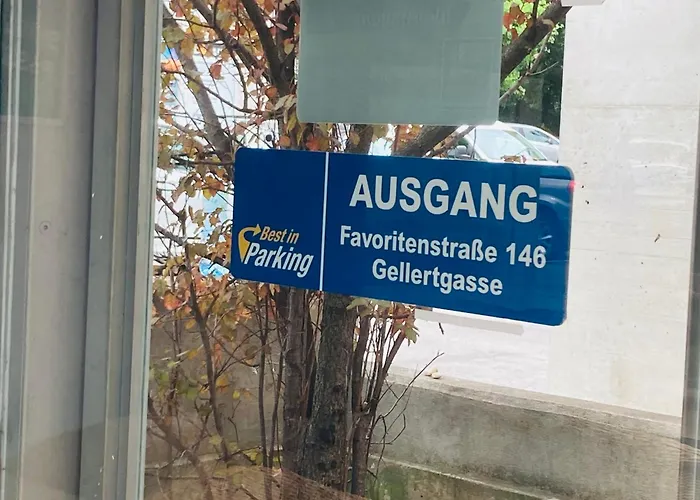 AUSGANG
Favoritenstraße 146
Gellertgasse
Best in
Parking